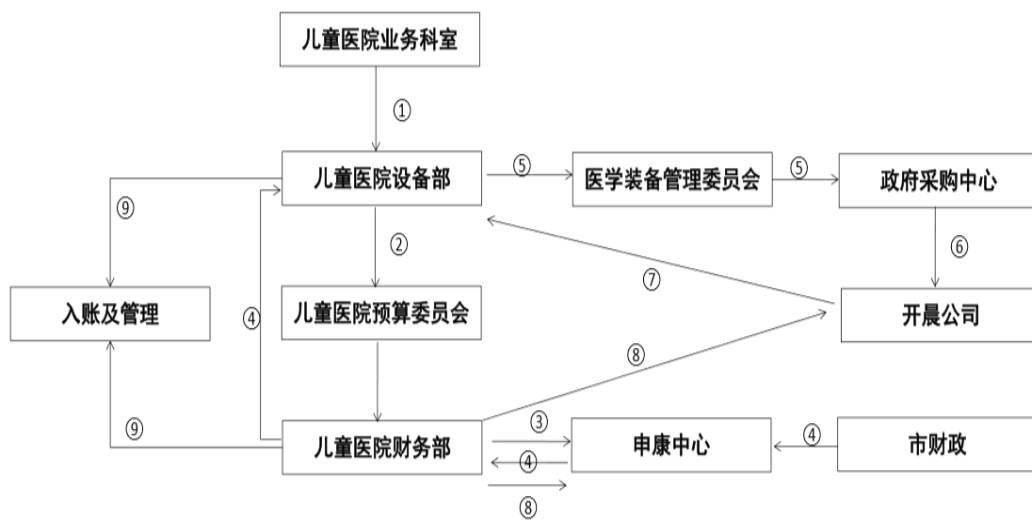 儿童医院业务科室
①
儿童医院设备部
⑤
医学装备管理委员会
⑤
政府采购中心
⑨
②
⑥
⑦
入账及管理
④
儿童医院预算委员会
开晨公司
⑧
⑨
儿童医院财务部
③
申康中心
④
市财政
④
⑧